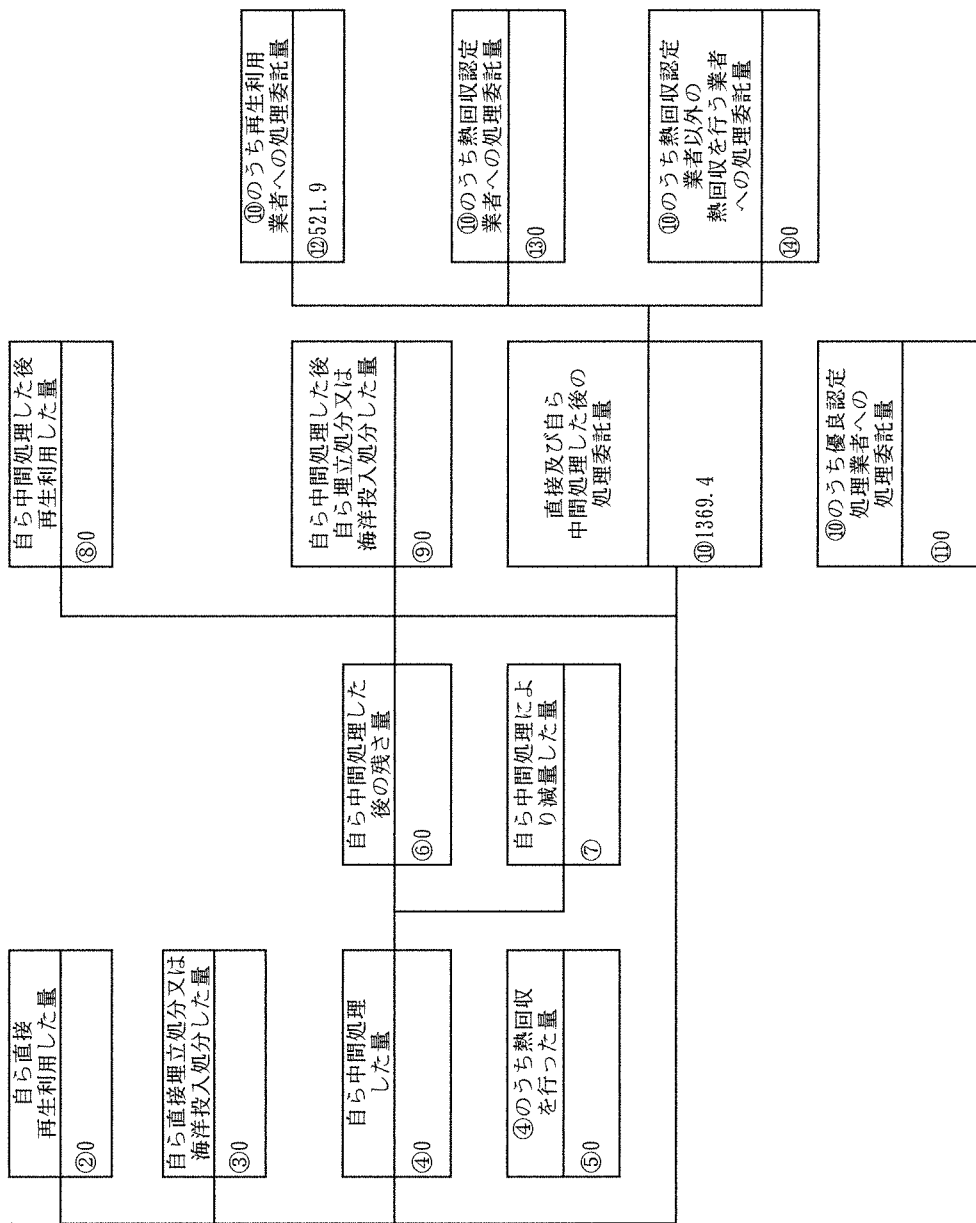 自ら直接
再生利用した量
②0
自ら直接埋立処分又は
海洋投入処分した量
③0
自ら中間処理
した量
④0
④のうち熱回収
を行った量
⑤0
自ら中間処理した
後の残さ量
⑥0
自ら中間処理によ
り減量した量
⑦
自ら中間処理した後
再生利用した量
⑧0
自ら中間処理した後
自ら埋立処分又は
海洋投入処分した量
⑨0
直接及び自ら
中間処理した後の
処理委託量
⑩1369.4
⑩のうち優良認定
処理業者への
処理委託量
⑪0
⑩のうち再生利用
業者への処理委託量
⑫521.9
⑩のうち熱回収認定
業者への処理委託量
⑬0
⑩のうち熱回収認定
業者以外の
熱回収を行う業者
への処理委託量
⑭0